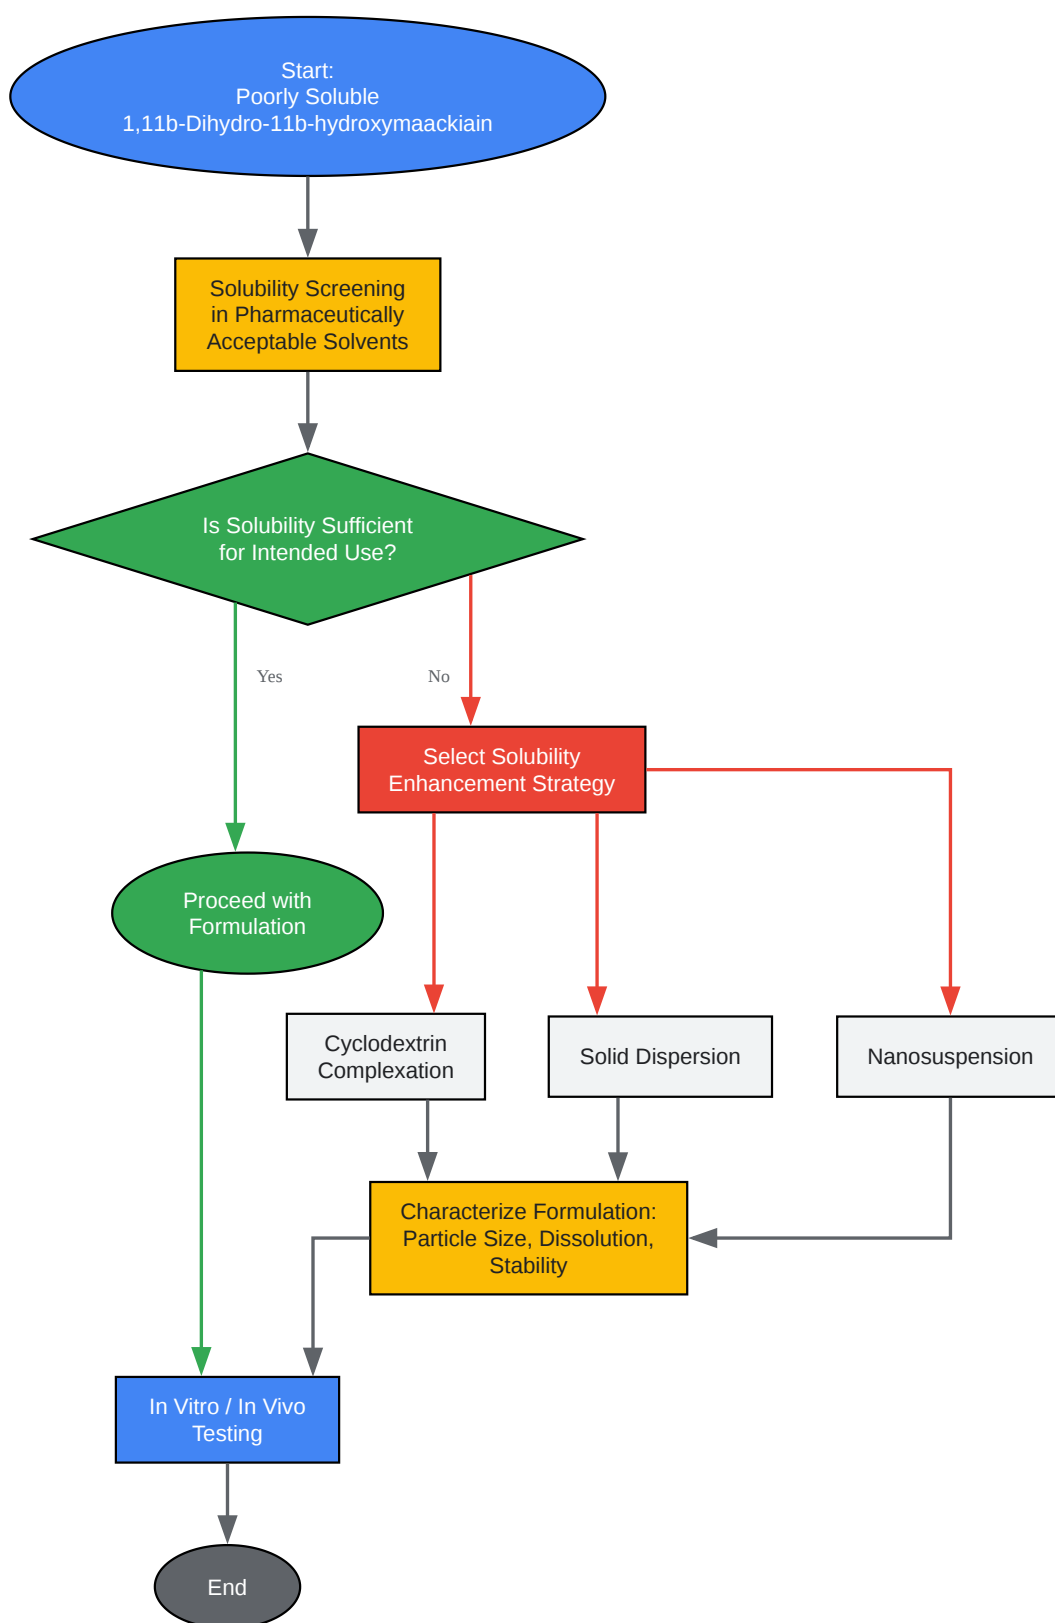 Start:
Poorly Soluble
1,11b-Dihydro-11b-hydroxymaackiain
Solubility Screening
in Pharmaceutically
Acceptable Solvents
Is Solubility Sufficient
for Intended Use?
Yes
No
Select Solubility
Enhancement Strategy
Proceed with
Formulation
Cyclodextrin
Complexation
Solid Dispersion
Nanosuspension
Characterize Formulation:
Particle Size, Dissolution,
Stability
In Vitro / In Vivo
Testing
End